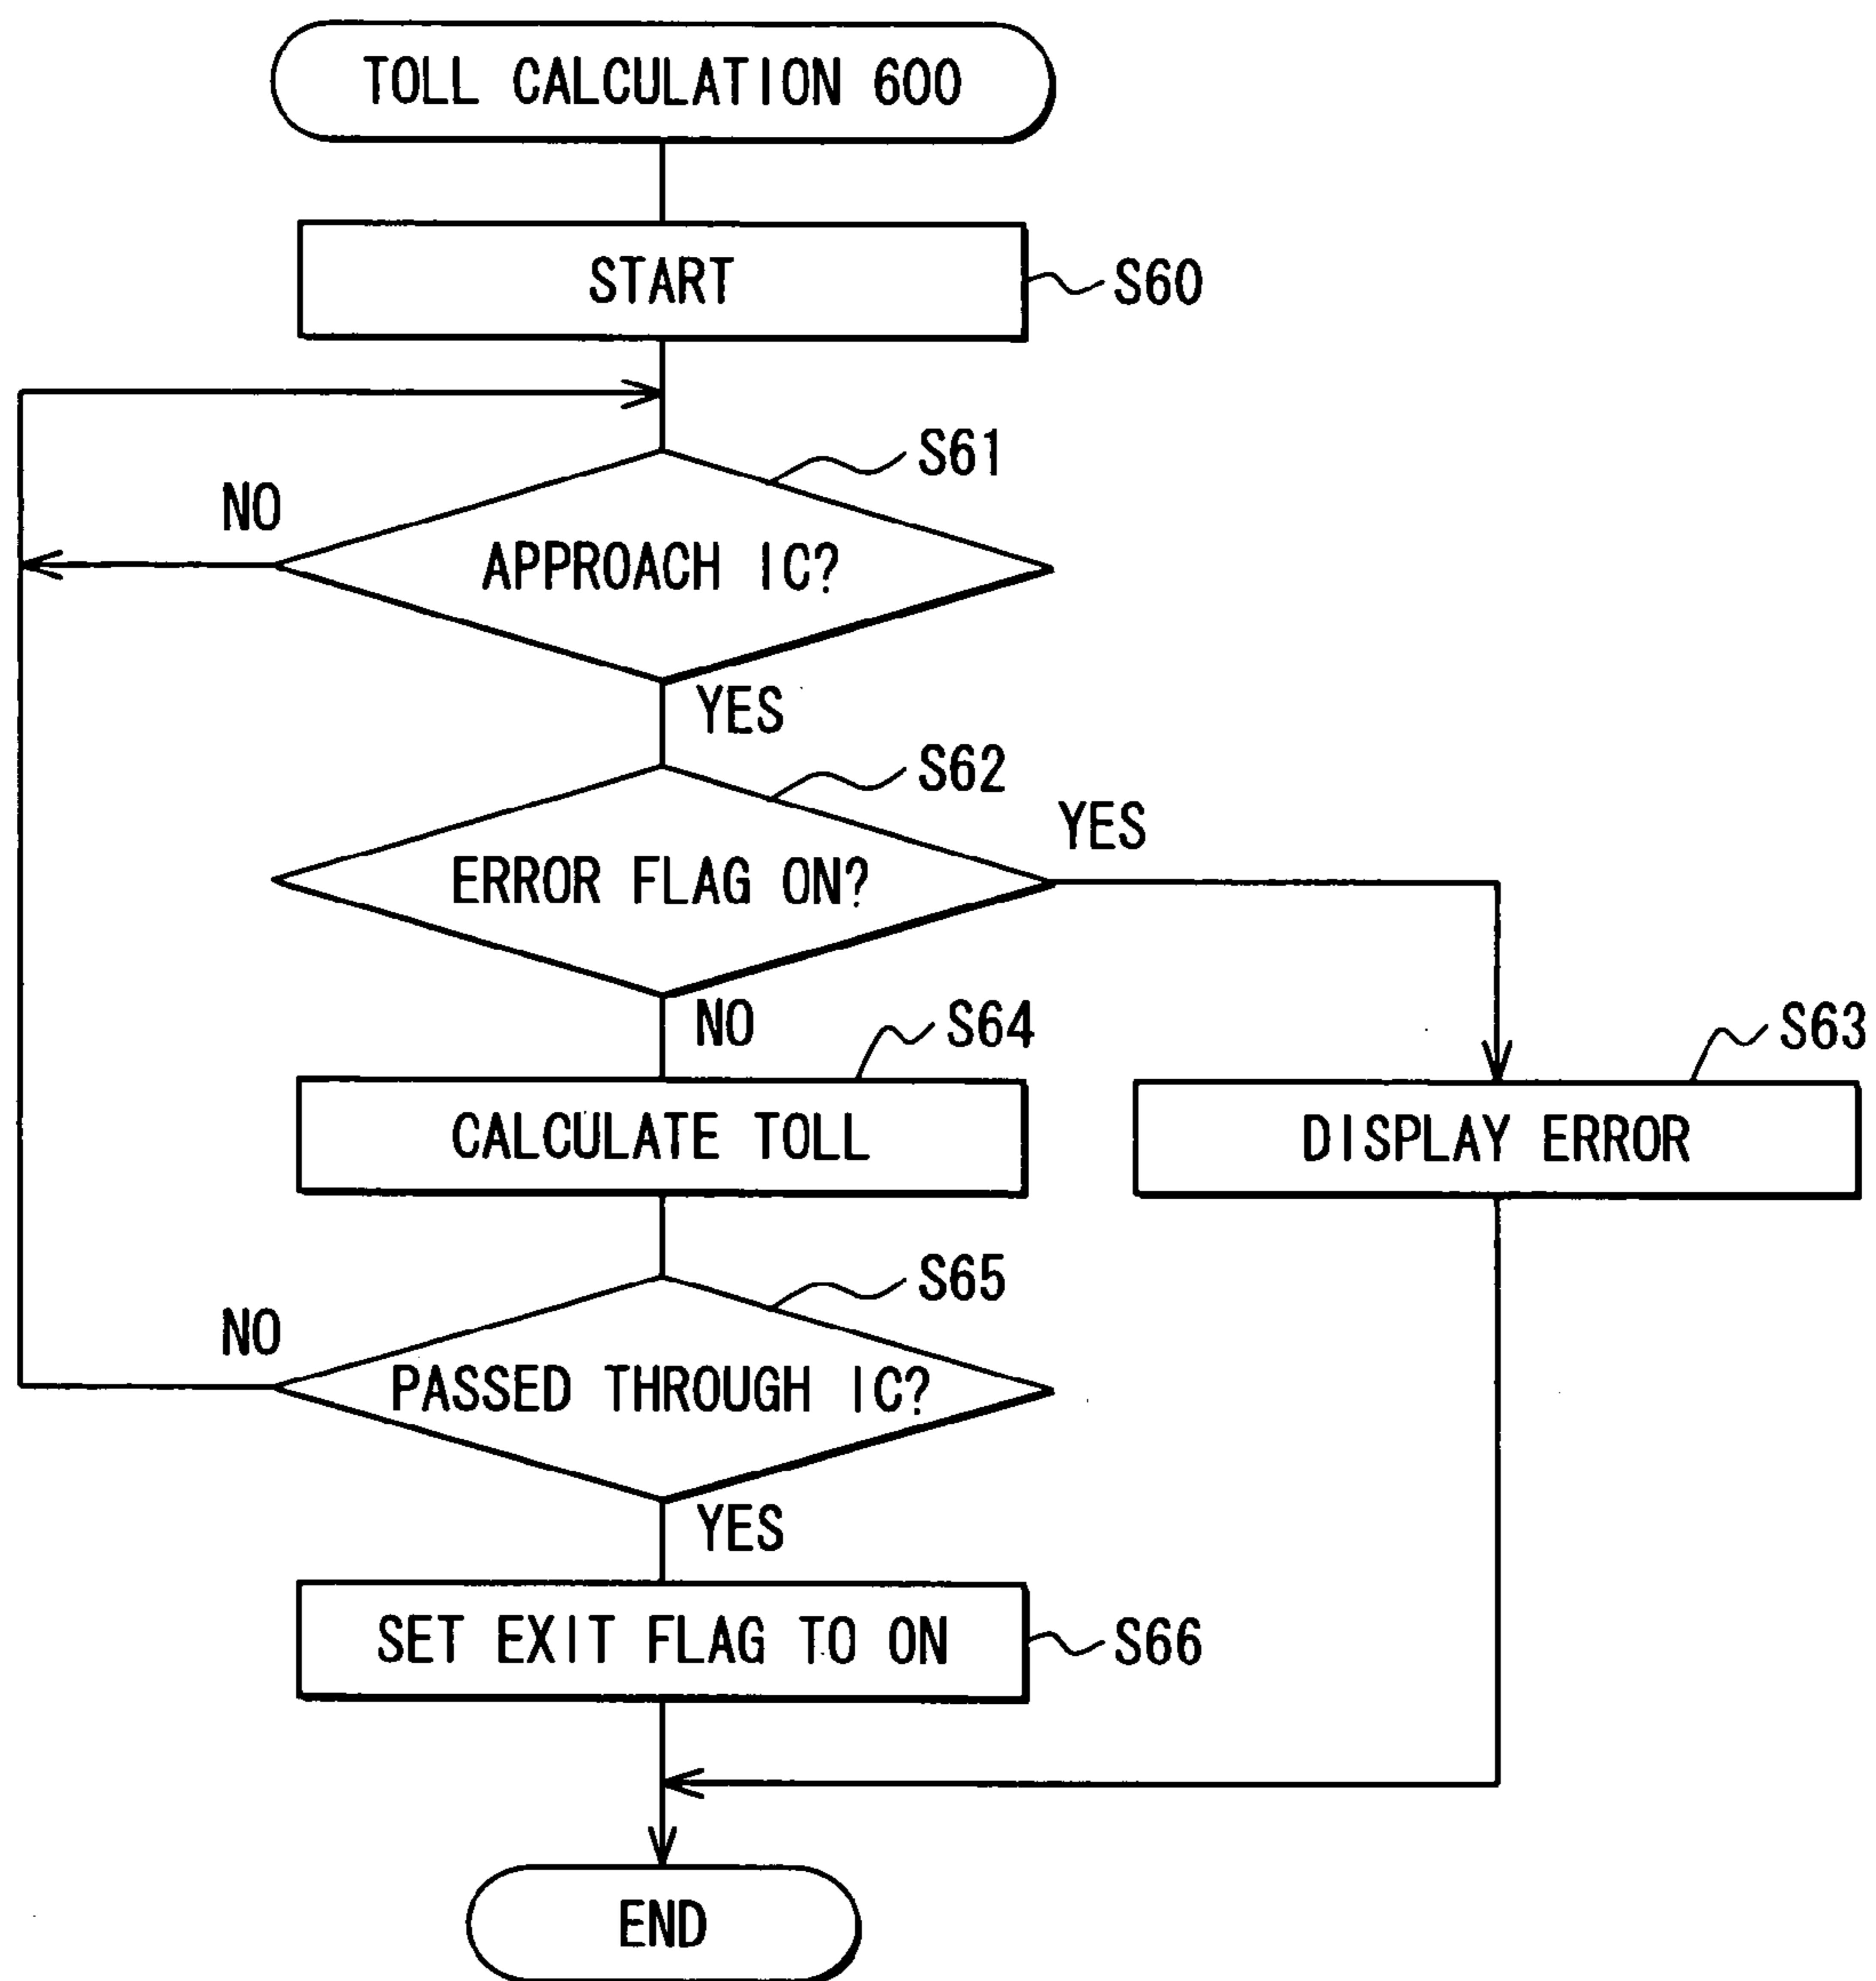 TOLL CALCULATION 600
START
S60
S61
NO
APPROACH IC?
YES
S62
YES
ERROR FLAG ON?
NO
S64
S63
CALCULATE TOLL
DISPLAY ERROR
S65
NO
PASSED THROUGH IC?
YES
SET EXIT FLAG TO ON
S66
END